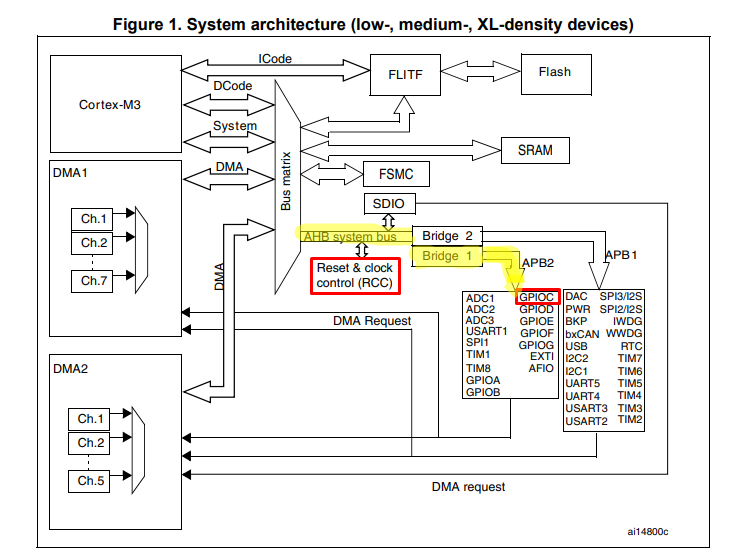 Figure 1. System architecture (low-, medium-, XL-density devices)
ICode
Cortex-M3
FLITF
Flash
DCode
System
Bus matrix
SRAM
DMA1
DMA
FSMC
SDIO
Ch.1
Ch.2
Ch.7
AHB system bus
Bridge 2
Bridge 1
APB2
APB1
Reset & clock
control (RCC)
DMA
ADC1 GPIOC
ADC2 GPIOD
ADC3 GPIOE
USART1 GPIOF
SPI1 GPIOG
TIM1 EXTI
TIM8 AFIO
GPIOA
GPIOB
DAC SPI3/I2S
PWR SPI2/I2S
BKP IWDG
bxCAN WWDG
USB RTC
I2C2 TIM7
I2C1 TIM6
UART5 TIM5
UART4 TIM4
USART3 TIM3
USART2 TIM2
DMA Request
DMA2
Ch.1
Ch.2
Ch.5
DMA request
ai14800c